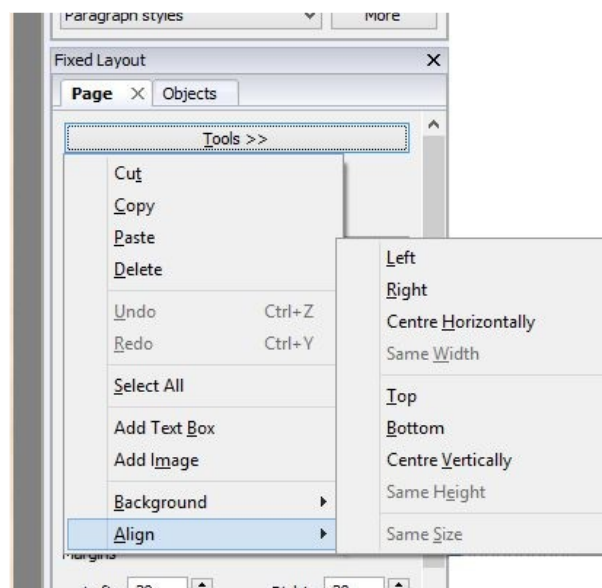 Paragraph styles
More
Fixed Layout
Page
Objects
Tools >>
Cut
Copy
Paste
Delete
Undo Ctrl+Z
Redo Ctrl+Y
Select All
Add Text Box
Add Image
Background
Align
Left
Right
Centre Horizontally
Same Width
Top
Bottom
Centre Vertically
Same Height
Same Size
Margins